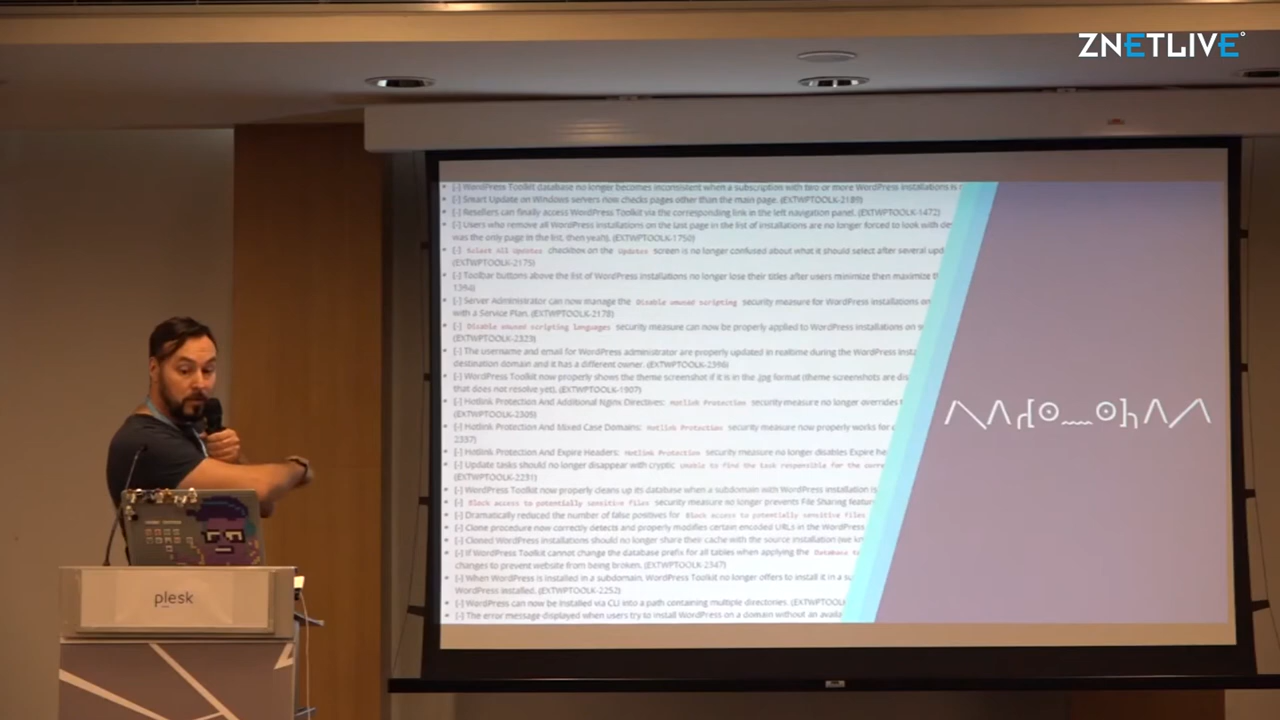 ZNETLIVE
[-] WordPress Toolkit database no longer becomes inconsistent when a subscription with two or more WordPress installations is
[-] Smart Update on Windows servers now checks pages other than the main page. (EXTWPTOOLK-2189)
[-] Resellers can finally access WordPress Toolkit via the corresponding link in the left navigation panel. (EXTWPTOOLK-1472)
[-] Users who remove all WordPress installations on the last page in the list of installations are no longer forced to look with
was the only page in the list, then yeah). (EXTWPTOOLK-1750)
[-] Select All Updates checkbox on the Updates screen is no longer confused about what it should select after several
(EXTWPTOOLK-2175)
[-] Toolbar buttons above the list of WordPress installations no longer lose their titles after users minimize then maximize
1394)
[-] Server Administrator can now manage the Disable unused scripting security measure for WordPress installations on
with a Service Plan. (EXTWPTOOLK-2178)
[-] Disable unused scripting languages security measure can now be properly applied to WordPress installations on
(EXTWPTOOLK-2323)
[-] The username and email for WordPress administrator are properly updated in realtime during the WordPress
destination domain and it has a different owner. (EXTWPTOOLK-2396)
[-] WordPress Toolkit now properly shows the theme screenshot if it is in the .jpg format (theme screenshots are
that does not resolve yet). (EXTWPTOOLK-1907)
[-] Hotlink Protection And Additional Nginx Directives: Hotlink Protection security measure no longer overrides
(EXTWPTOOLK-2305)
[-] Hotlink Protection And Mixed Case Domains: Hotlink Protection security measure now properly works for
2337)
[-] Hotlink Protection And Expire Headers: Hotlink Protection security measure no longer disables Expire
[-] Update tasks should no longer disappear with cryptic unable to find the task responsible for the
(EXTWPTOOLK-2231)
[-] WordPress Toolkit now properly cleans up its database when a subdomain with WordPress installation is
[-] Block access to potentially sensitive files security measure no longer prevents File Sharing
[-] Dramatically reduced the number of false positives for Block access to potentially sensitive files
[-] Clone procedure now correctly detects and properly modifies certain encoded URLs in the WordPress
[-] Cloned WordPress installations should no longer share their cache with the source installation (we
[-] If WordPress Toolkit cannot change the database prefix for all tables when applying the Database
changes to prevent website from being broken. (EXTWPTOOLK-2347)
[-] When WordPress is installed in a subdomain, WordPress Toolkit no longer offers to install it in a
WordPress installed. (EXTWPTOOLK-2252)
[-] WordPress can now be installed via CLI into a path containing multiple directories.
[-] The error message displayed when users try to install WordPress on a domain without an
/╲/\╭[☉﹏☉]╮/\╱\
plesk